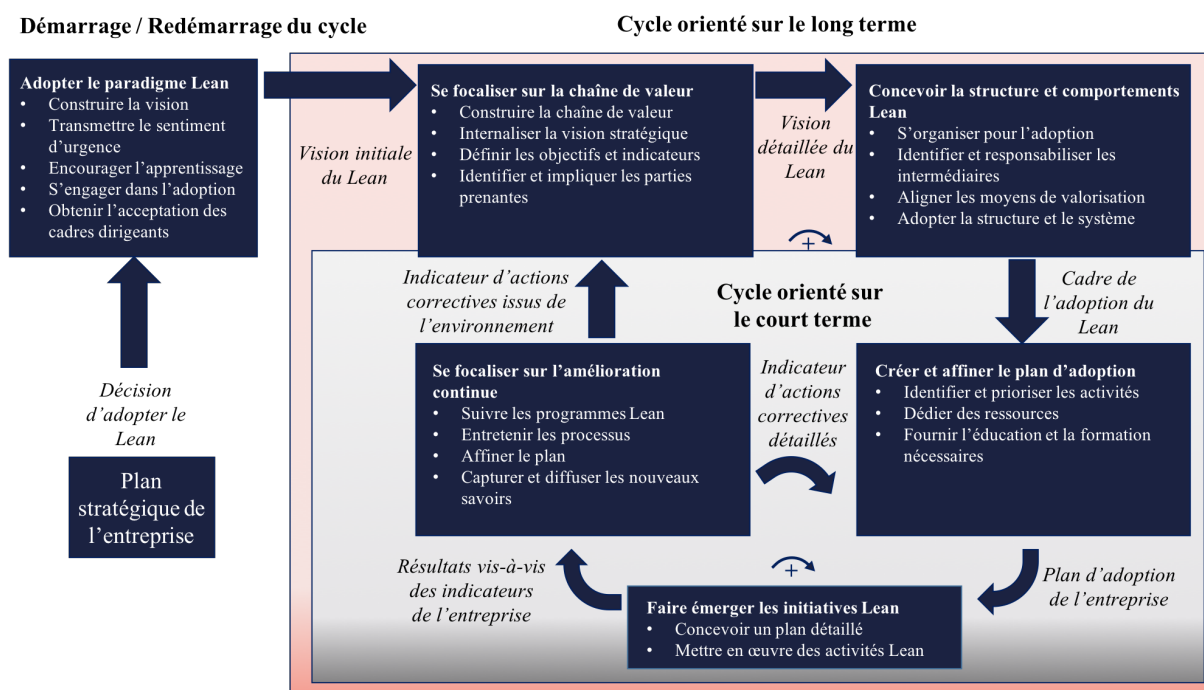 Démarrage / Redémarrage du cycle
Cycle orienté sur le long terme
Adopter le paradigme Lean
• Construire la vision
• Transmettre le sentiment
d'urgence
• Encourager l'apprentissage
• S'engager dans l'adoption
• Obtenir l'acceptation des
cadres dirigeants
Vision initiale
du Lean
Se focaliser sur la chaîne de valeur
• Construire la chaîne de valeur
• Internaliser la vision stratégique
• Définir les objectifs et indicateurs
• Identifier et impliquer les parties
prenantes
Vision
détaillée du
Lean
Concevoir la structure et comportements
Lean
• S'organiser pour l'adoption
• Identifier et responsabiliser les
intermédiaires
• Aligner les moyens de valorisation
• Adopter la structure et le système
+
Décision
d'adopter le
Lean
Plan
stratégique de
l'entreprise
Indicateur d'actions
correctives issus de
l'environnement
Cycle orienté sur
le court terme
Cadre de
l'adoption du
Lean
Se focaliser sur l'amélioration
continue
• Suivre les programmes Lean
• Entretenir les processus
• Affiner le plan
• Capturer et diffuser les nouveaux
savoirs
Indicateur
d'actions
correctives
détaillés
Créer et affiner le plan d'adoption
• Identifier et prioriser les activités
• Dédier des ressources
• Fournir l'éducation et la formation
nécessaires
Résultats vis-à-vis
des indicateurs
de l'entreprise
+
Plan d'adoption
de l'entreprise
Faire émerger les initiatives Lean
• Concevoir un plan détaillé
• Mettre en œuvre des activités Lean